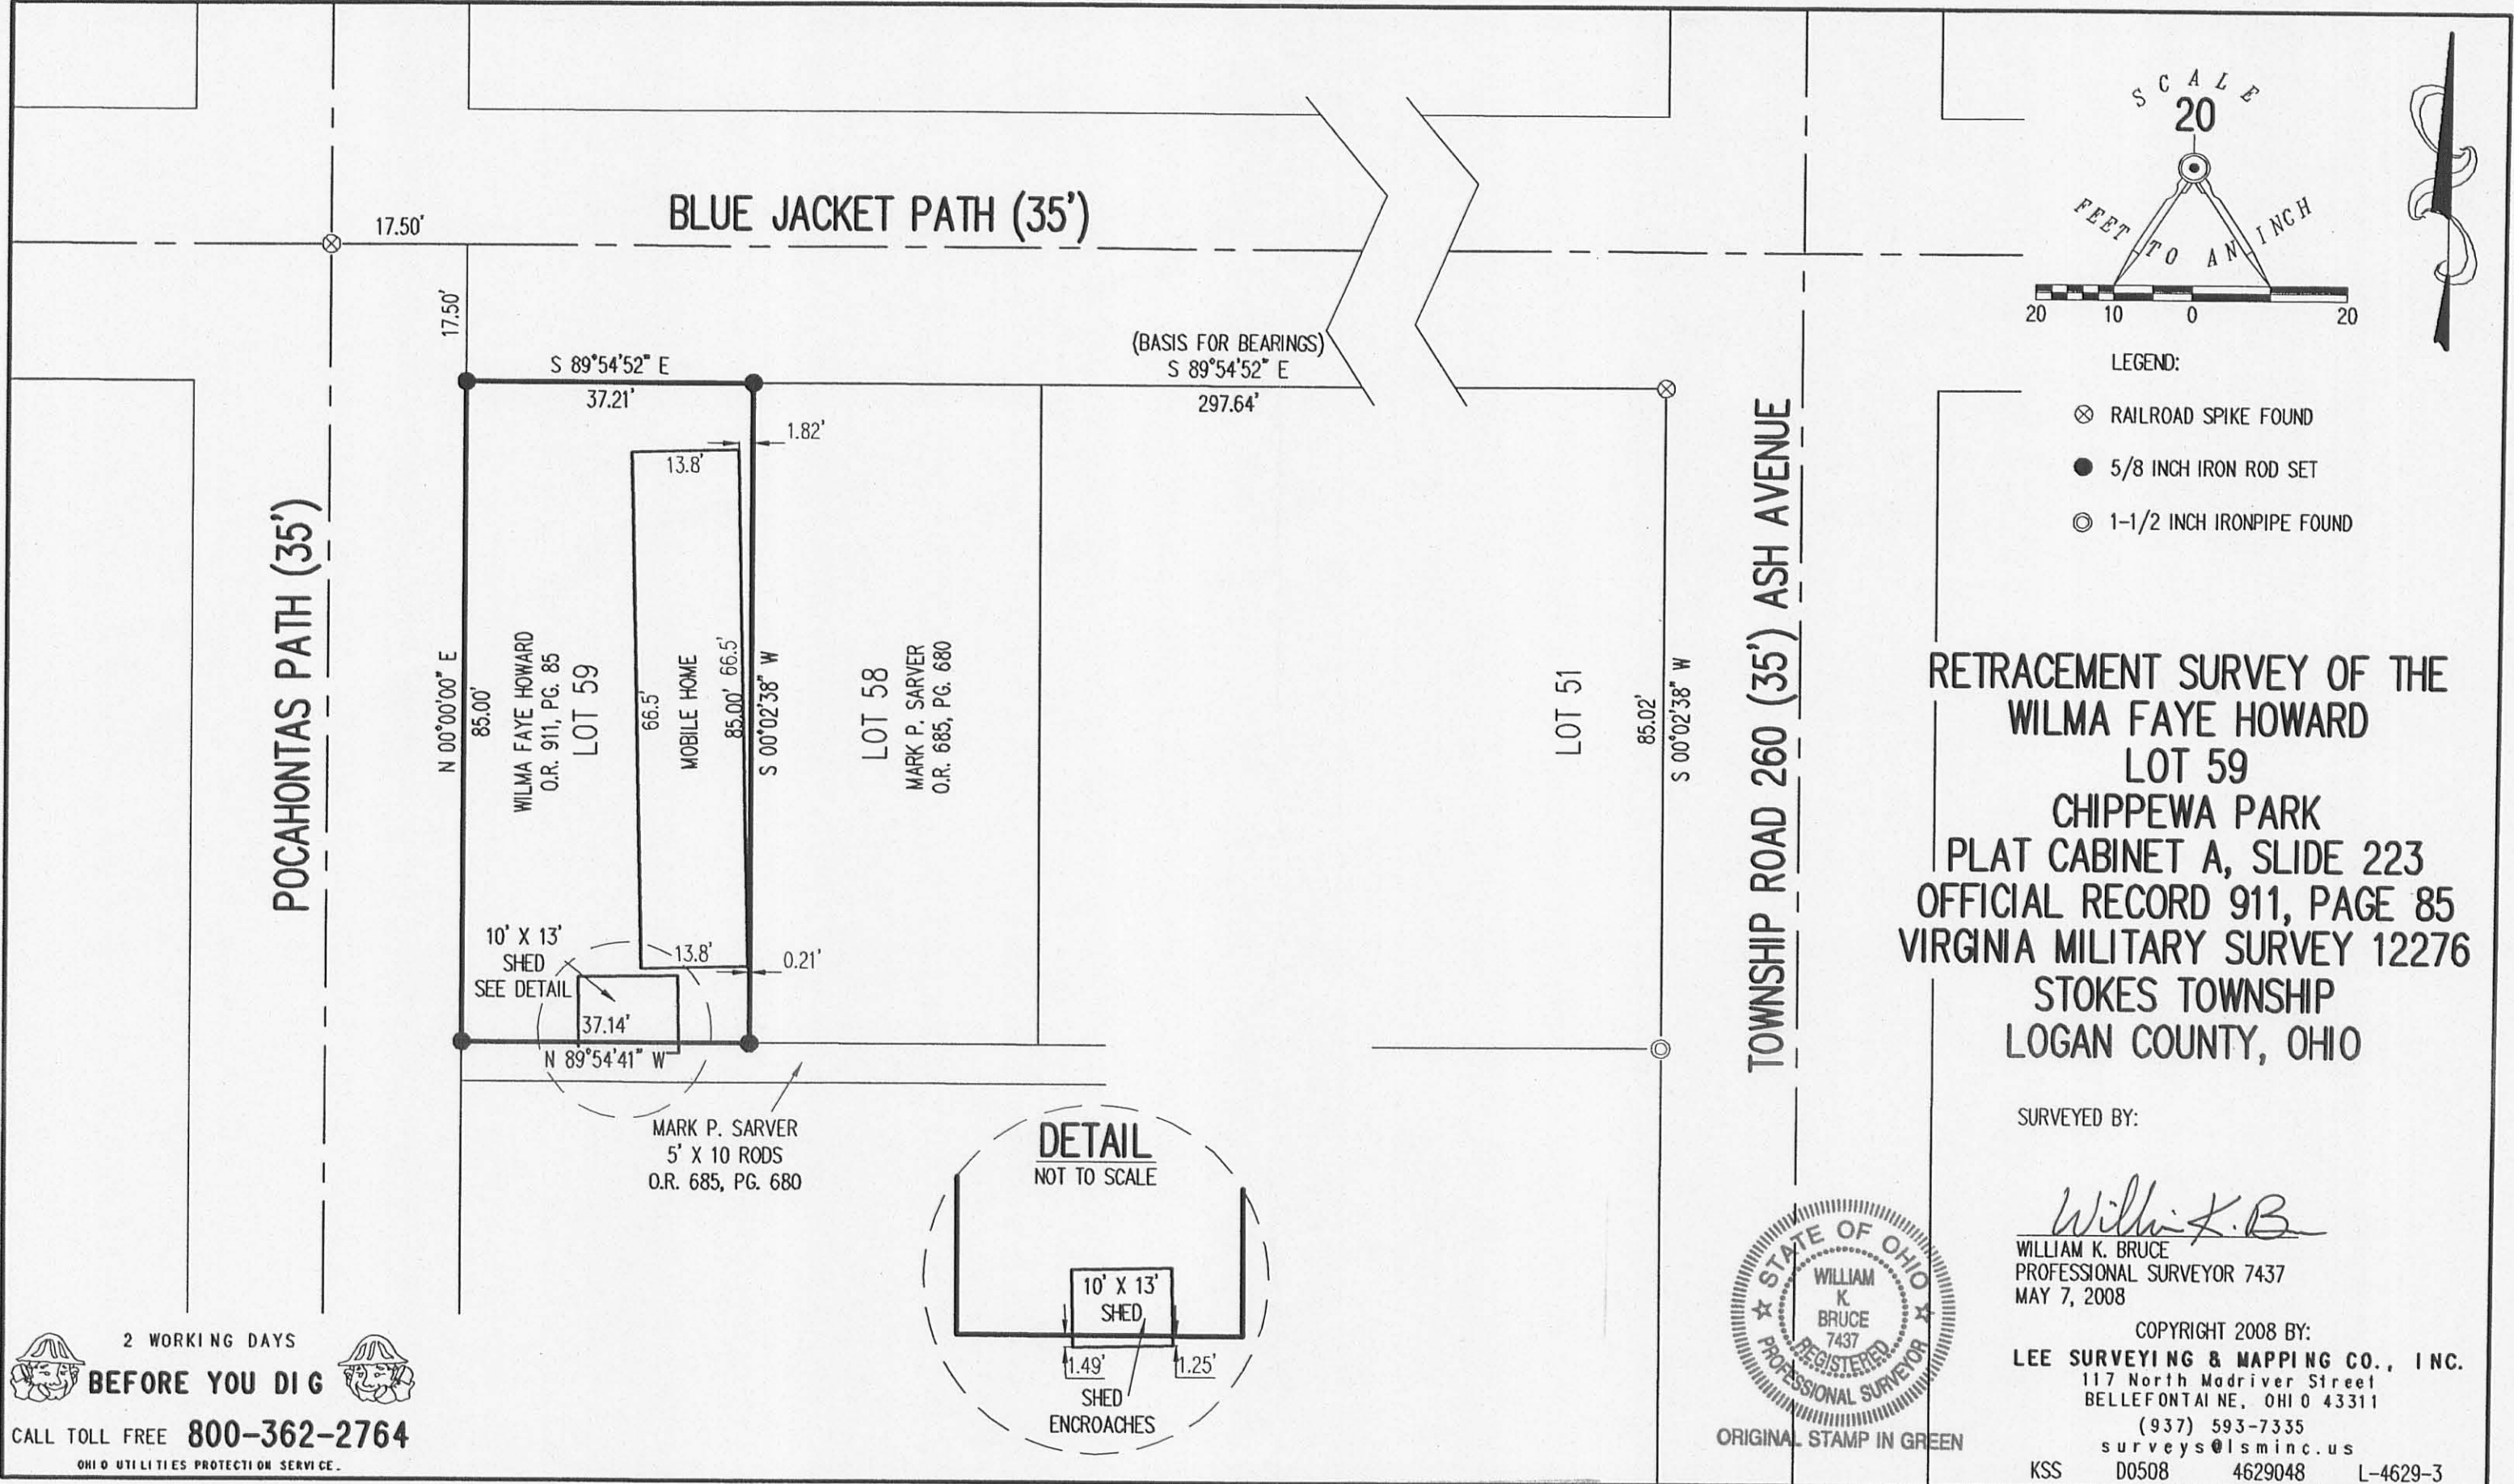 BLUE JACKET PATH (35')
17.50'
17.50'
S 89°54'52" E
37.21'
(BASIS FOR BEARINGS)
S 89°54'52" E
297.64'
1.82'
13.8'
POCAHONTAS PATH (35')
N 00°00'00" E
85.00'
WILMA FAYE HOWARD
O.R. 911, PG. 85
LOT 59
66.5'
MOBILE HOME
85.00' 66.5'
S 00°02'38" W
LOT 58
MARK P. SARVER
O.R. 685, PG. 680
LOT 51
85.02'
S 00°02'38" W
TOWNSHIP ROAD 260 (35') ASH AVENUE
10' X 13'
SHED
SEE DETAIL
13.8'
0.21'
37.14'
N 89°54'41" W
MARK P. SARVER
5' X 10 RODS
O.R. 685, PG. 680
DETAIL
NOT TO SCALE
10' X 13'
SHED
1.49'
1.25'
SHED
ENCROACHES
2 WORKING DAYS
BEFORE YOU DIG
CALL TOLL FREE 800-362-2764
OHIO UTILITIES PROTECTION SERVICE.
SCALE
20
FEET TO AN INCH
20 10 0 20
LEGEND:
RAILROAD SPIKE FOUND
5/8 INCH IRON ROD SET
1-1/2 INCH IRONPIPE FOUND
RETRACEMENT SURVEY OF THE
WILMA FAYE HOWARD
LOT 59
CHIPPEWA PARK
PLAT CABINET A, SLIDE 223
OFFICIAL RECORD 911, PAGE 85
VIRGINIA MILITARY SURVEY 12276
STOKES TOWNSHIP
LOGAN COUNTY, OHIO
SURVEYED BY:
William K. B
WILLIAM K. BRUCE
PROFESSIONAL SURVEYOR 7437
MAY 7, 2008
STATE OF OHIO
WILLIAM
K.
BRUCE
7437
REGISTERED
PROFESSIONAL SURVEYOR
ORIGINAL STAMP IN GREEN
COPYRIGHT 2008 BY:
LEE SURVEYING & MAPPING CO., INC.
117 North Madriver Street
BELLEFONTAINE, OHIO 43311
(937) 593-7335
surveys@lsminc.us
KSS D0508 4629048 L-4629-3